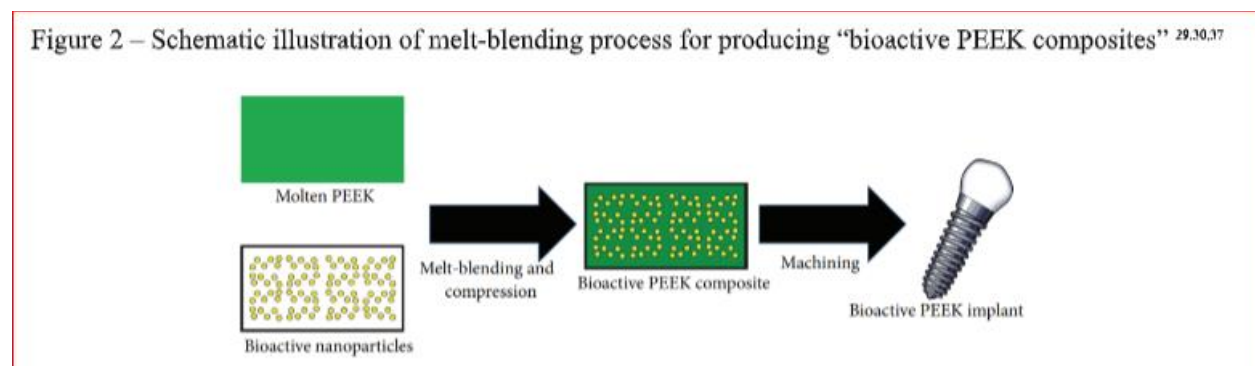 Figure 2 – Schematic illustration of melt-blending process for producing “bioactive PEEK composites” 29,30,37
Molten PEEK
Bioactive nanoparticles
Melt-blending and
compression
Bioactive PEEK composite
Machining
Bioactive PEEK implant